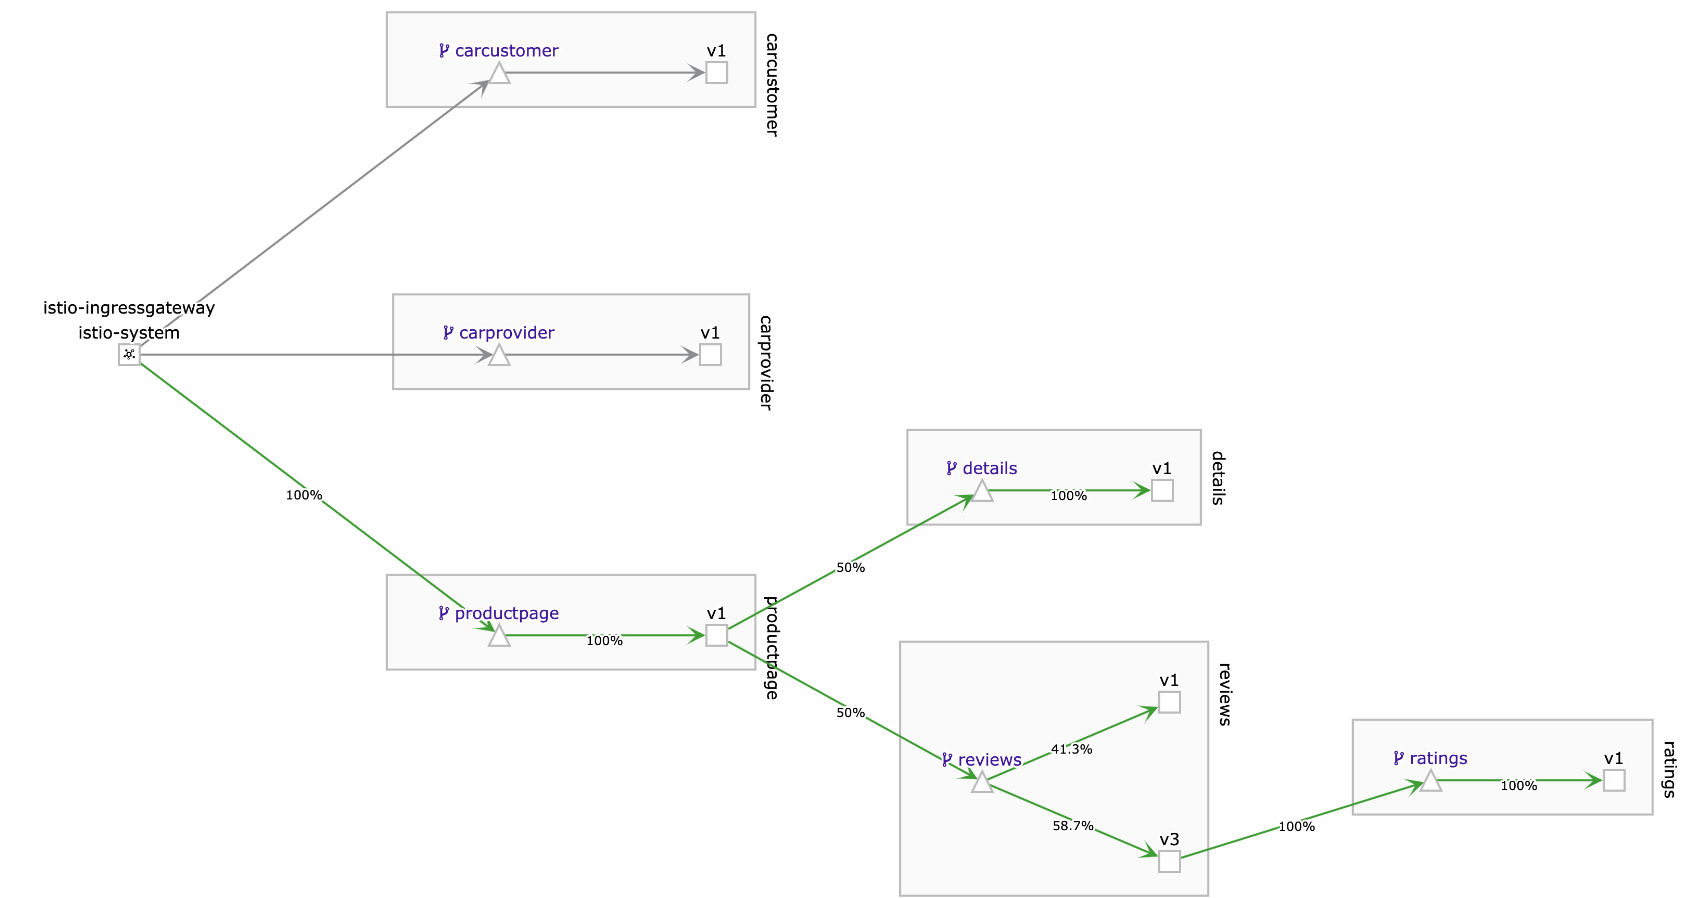 carcustomer
v1
carcustomer
istio-ingressgateway
istio-system
carprovider
v1
carprovider
100%
productpage
v1
productpage
100%
50%
details
v1
details
100%
50%
reviews
v1
reviews
41.3%
58.7%
v3
100%
ratings
v1
ratings
100%